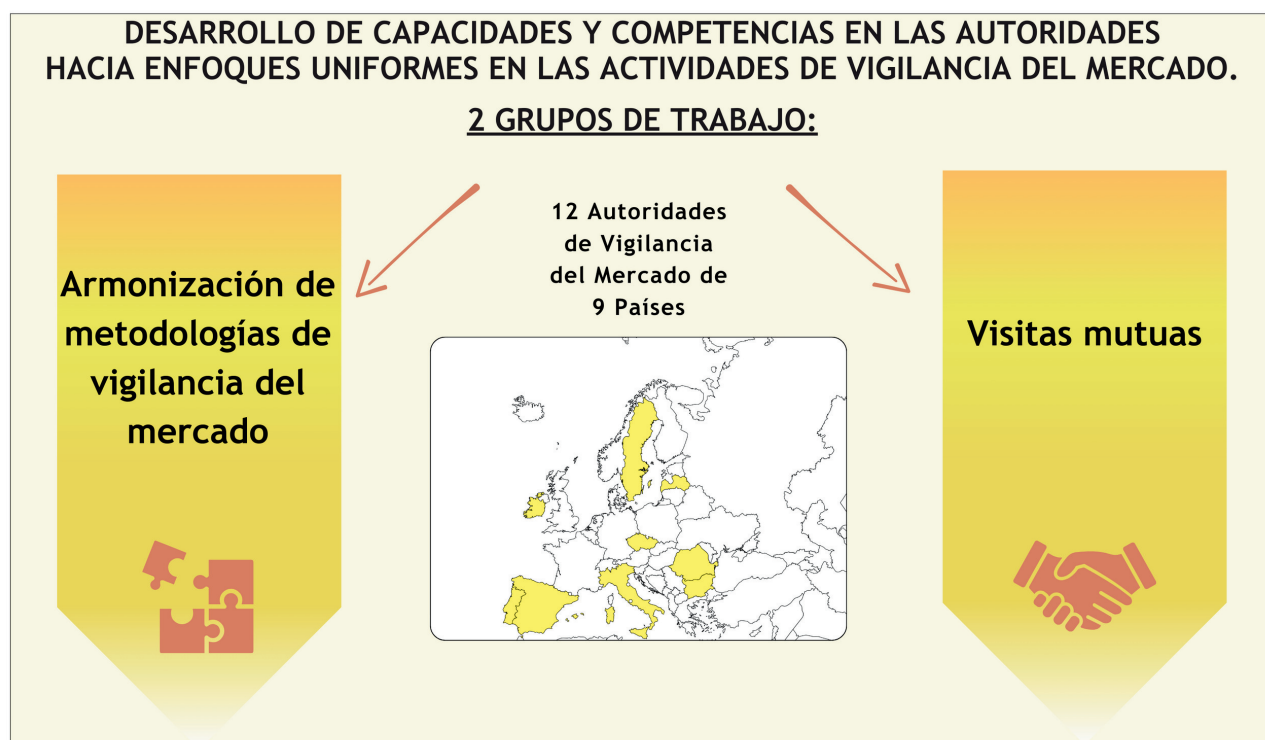 DESARROLLO DE CAPACIDADES Y COMPETENCIAS EN LAS AUTORIDADES
HACIA ENFOQUES UNIFORMES EN LAS ACTIVIDADES DE VIGILANCIA DEL MERCADO.
2 GRUPOS DE TRABAJO:
Armonización de
metodologías de
vigilancia del
mercado
12 Autoridades
de Vigilancia
del Mercado de
9 Países
Visitas mutuas